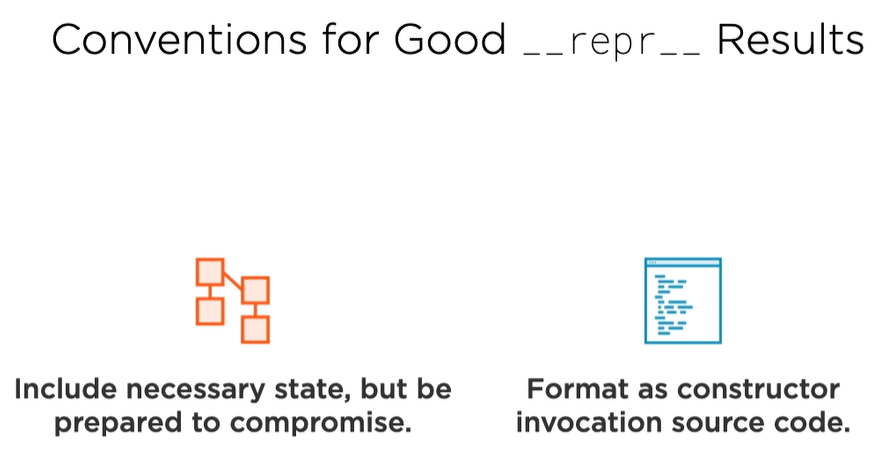 Conventions for Good __repr__ Results
Include necessary state, but be
prepared to compromise.
Format as constructor
invocation source code.